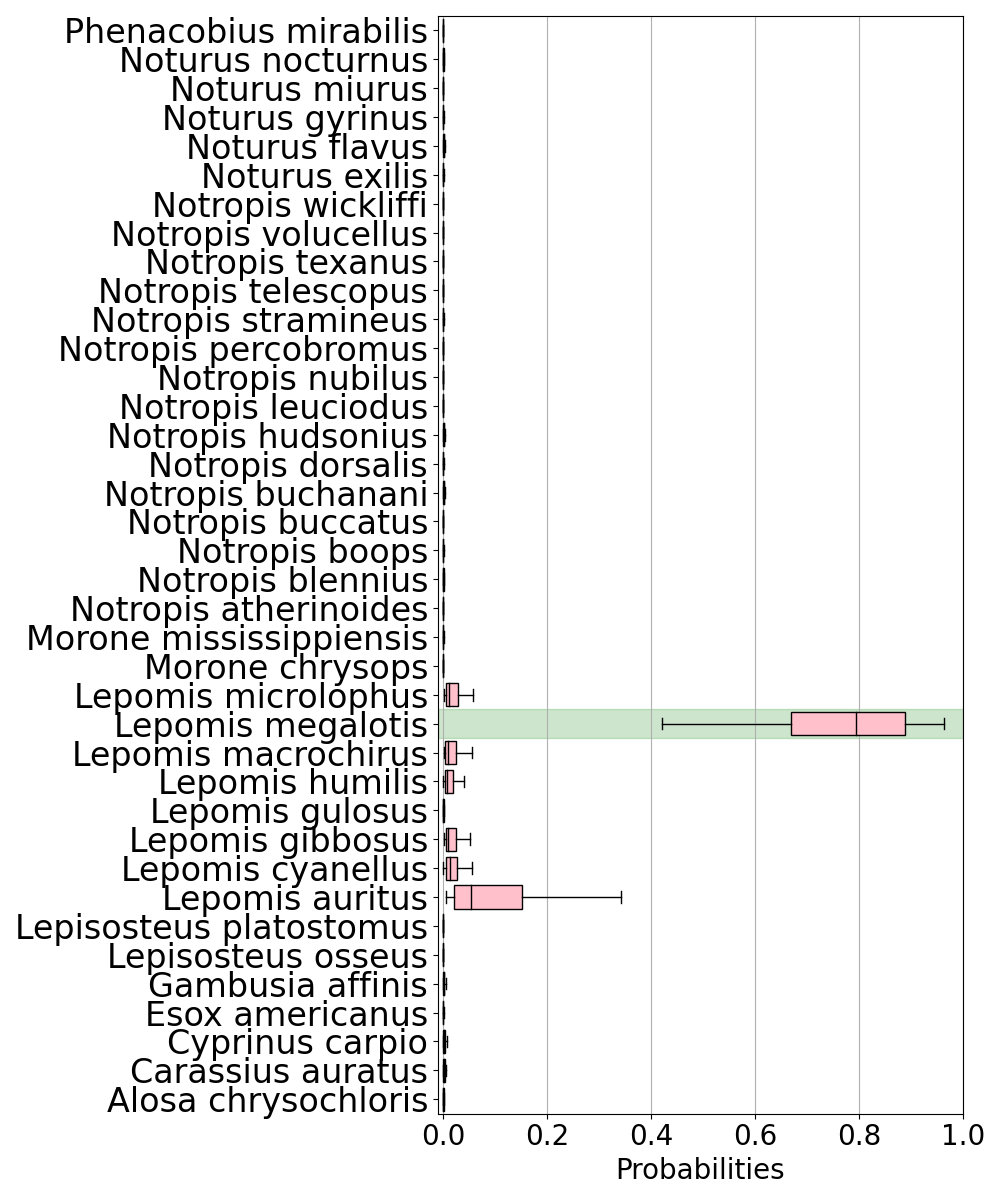 Phenacobius mirabilis
Noturus nocturnus
Noturus miurus
Noturus gyrinus
Noturus flavus
Noturus exilis
Notropis wickliffi
Notropis volucellus
Notropis texanus
Notropis telescopus
Notropis stramineus
Notropis percobromus
Notropis nubilus
Notropis leuciodus
Notropis hudsonius
Notropis dorsalis
Notropis buchanani
Notropis buccatus
Notropis boops
Notropis blennius
Notropis atherinoides
Morone mississippiensis
Morone chrysops
Lepomis microlophus
Lepomis megalotis
Lepomis macrochirus
Lepomis humilis
Lepomis gulosus
Lepomis gibbosus
Lepomis cyanellus
Lepomis auritus
Lepisosteus platostomus
Lepisosteus osseus
Gambusia affinis
Esox americanus
Cyprinus carpio
Carassius auratus
Alosa chrysochloris
0.0 0.2 0.4 0.6 0.8 1.0
Probabilities